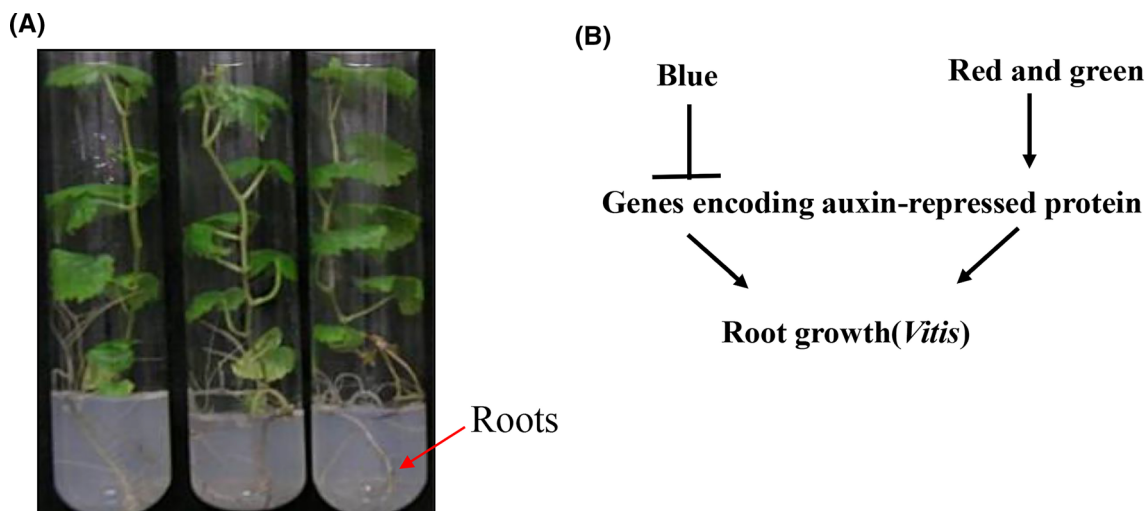 (A)
Roots
(B)
Blue
Red and green
Genes encoding auxin-repressed protein
Root growth(Vitis)